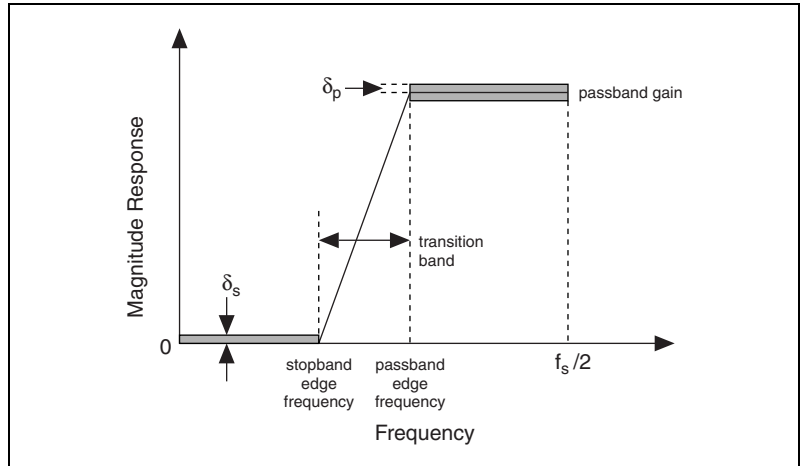 δp
passband gain
Magnitude Response
transition
band
δs
0
stopband
edge
frequency
passband
edge
frequency
fs/2
Frequency